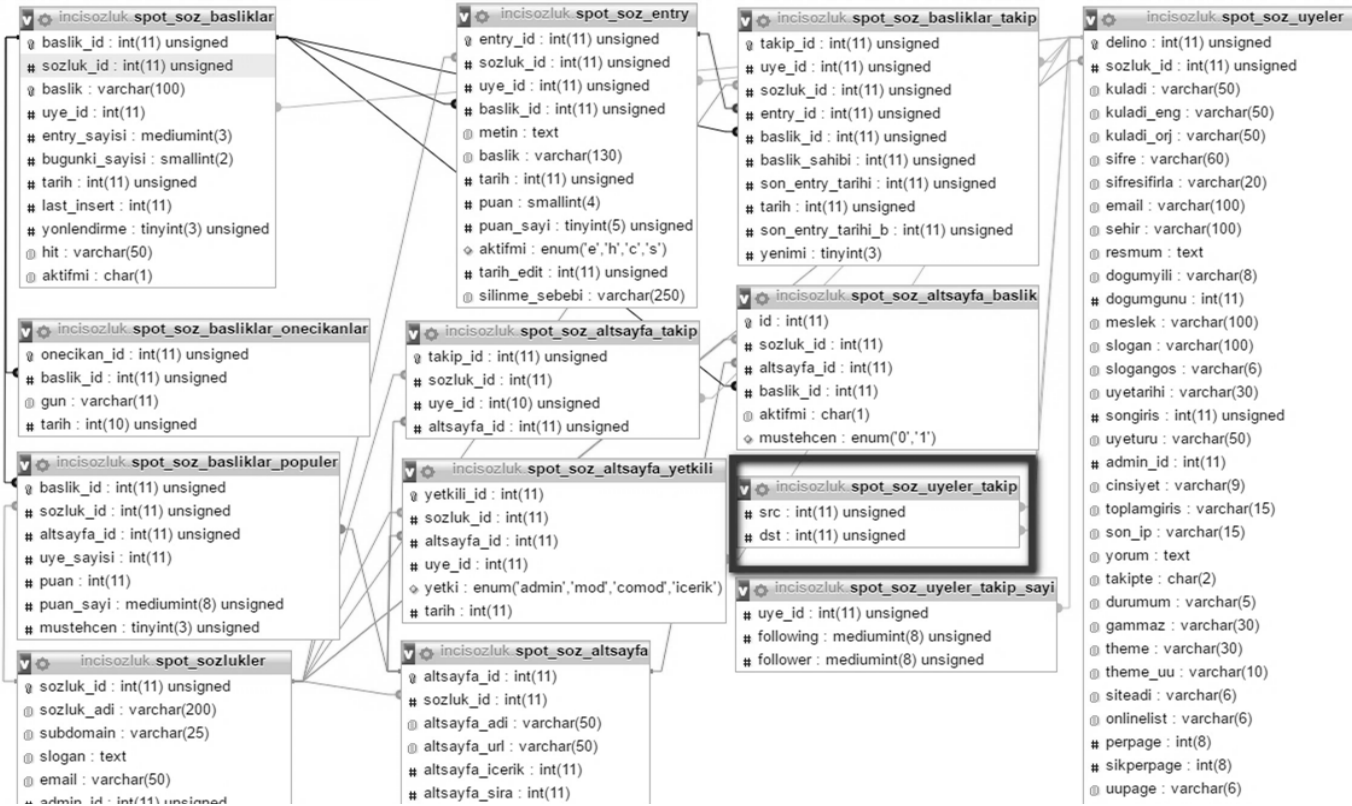 incisozluk.spot_soz_basliklar
baslik_id : int(11) unsigned
sozluk_id : int(11) unsigned
baslik : varchar(100)
uye_id : int(11)
entry_sayisi : mediumint(3)
bugunki_sayisi : smallint(2)
tarih : int(11) unsigned
last_insert : int(11)
yonlendirme : tinyint(3) unsigned
hit : varchar(50)
aktifmi : char(1)
incisozluk.spot_soz_basliklar_onecikanlar
onecikan_id : int(11) unsigned
baslik_id : int(11) unsigned
gun : varchar(11)
tarih : int(10) unsigned
incisozluk.spot_soz_basliklar_populer
baslik_id : int(11) unsigned
sozluk_id : int(11) unsigned
altsayfa_id : int(11) unsigned
uye_sayisi : int(11)
puan : int(11)
puan_sayi : mediumint(8) unsigned
mustehcen : tinyint(3) unsigned
incisozluk.spot_sozlukler
sozluk_id : int(11) unsigned
sozluk_adi : varchar(200)
subdomain : varchar(25)
slogan : text
email : varchar(50)
admin_id : int(11) unsigned
incisozluk.spot_soz_entry
entry_id : int(11) unsigned
sozluk_id : int(11) unsigned
uye_id : int(11) unsigned
baslik_id : int(11) unsigned
metin : text
baslik : varchar(130)
tarih : int(11) unsigned
puan : smallint(4)
puan_sayi : tinyint(5) unsigned
aktifmi : enum('e','h','c','s')
tarih_edit : int(11) unsigned
silinme_sebebi : varchar(250)
incisozluk.spot_soz_altsayfa_takip
takip_id : int(11) unsigned
sozluk_id : int(11)
uye_id : int(10) unsigned
altsayfa_id : int(11) unsigned
incisozluk.spot_soz_altsayfa_yetkili
yetkili_id : int(11)
sozluk_id : int(11)
altsayfa_id : int(11)
uye_id : int(11)
yetki : enum('admin','mod','comod','icerik')
tarih : int(11)
incisozluk.spot_soz_altsayfa
altsayfa_id : int(11)
sozluk_id : int(11)
altsayfa_adi : varchar(50)
altsayfa_url : varchar(50)
altsayfa_icerik : int(11)
altsayfa_sira : int(11)
incisozluk.spot_soz_basliklar_takip
takip_id : int(11) unsigned
uye_id : int(11) unsigned
sozluk_id : int(11) unsigned
entry_id : int(11) unsigned
baslik_id : int(11) unsigned
baslik_sahibi : int(11) unsigned
son_entry_tarihi : int(11) unsigned
tarih : int(11) unsigned
son_entry_tarihi_b : int(11) unsigned
yenimi : tinyint(3)
incisozluk.spot_soz_altsayfa_baslik
id : int(11)
sozluk_id : int(11)
altsayfa_id : int(11)
baslik_id : int(11)
aktifmi : char(1)
mustehcen : enum('0','1')
incisozluk.spot_soz_uyeler_takip
src : int(11) unsigned
dst : int(11) unsigned
incisozluk.spot_soz_uyeler_takip_sayi
uye_id : int(11) unsigned
following : mediumint(8) unsigned
follower : mediumint(8) unsigned
incisozluk.spot_soz_uyeler
delino : int(11) unsigned
sozluk_id : int(11) unsigned
kuladi : varchar(50)
kuladi_eng : varchar(50)
kuladi_orj : varchar(50)
sifre : varchar(60)
sifresifirla : varchar(20)
email : varchar(100)
sehir : varchar(100)
resmum : text
dogumyili : varchar(8)
dogumgunu : int(11)
meslek : varchar(100)
slogan : varchar(100)
slogangos : varchar(6)
uyetarihi : varchar(30)
songiris : int(11) unsigned
uyeturu : varchar(50)
admin_id : int(11)
cinsiyet : varchar(9)
toplamgiris : varchar(15)
son_ip : varchar(15)
yorum : text
takipte : char(2)
durumum : varchar(5)
gammaz : varchar(30)
theme : varchar(30)
theme_uu : varchar(10)
siteadi : varchar(6)
onlinelist : varchar(6)
perpage : int(8)
sikperpage : int(8)
uupage : varchar(6)